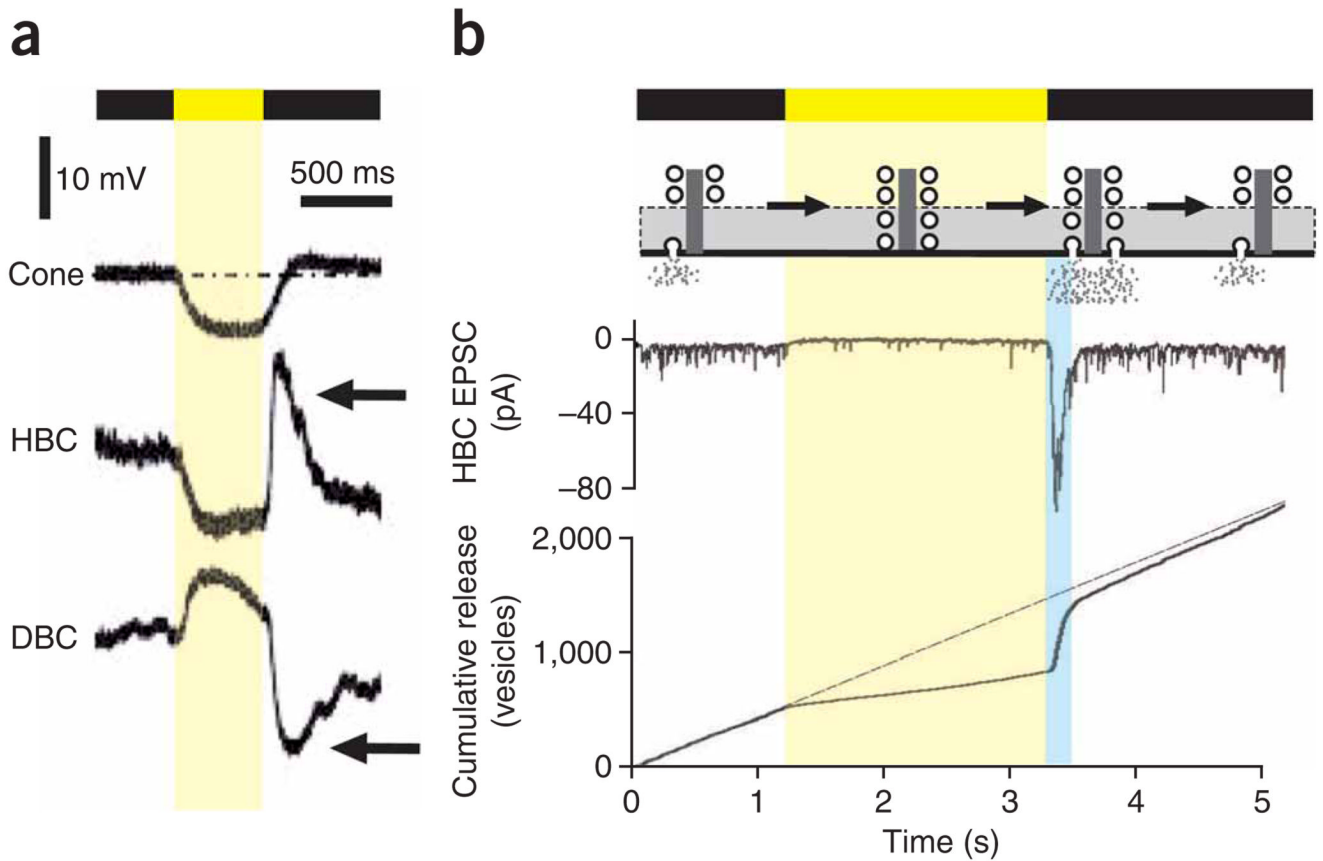 a
10 mV
500 ms
Cone
HBC
DBC
b
HBC EPSC
(pA)
0
–40
–80
Cumulative release
(vesicles)
2,000
1,000
0
0 1 2 3 4 5
Time (s)